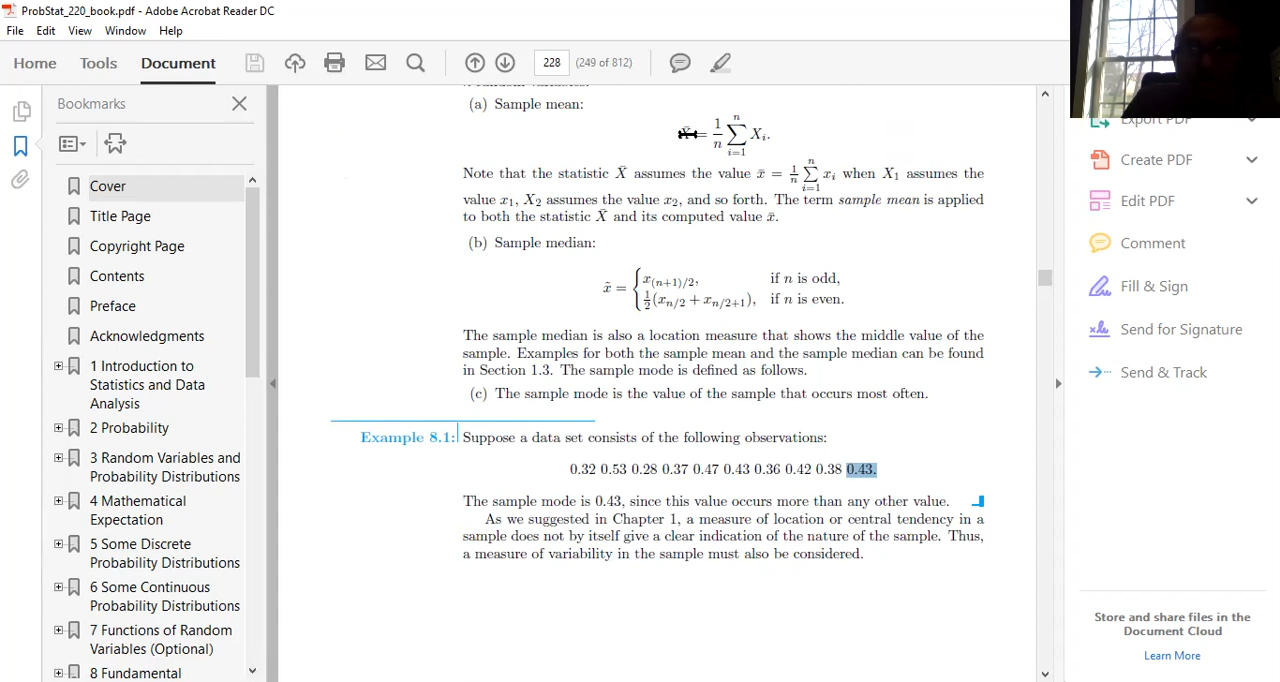 ProbStat_220_book.pdf - Adobe Acrobat Reader DC
File Edit View Window Help
Home Tools Document 228 (249 of 812)
Bookmarks
Cover
Title Page
Copyright Page
Contents
Preface
Acknowledgments
1 Introduction to
Statistics and Data
Analysis
2 Probability
3 Random Variables and
Probability Distributions
4 Mathematical
Expectation
5 Some Discrete
Probability Distributions
6 Some Continuous
Probability Distributions
7 Functions of Random
Variables (Optional)
8 Fundamental
(a) Sample mean:
X̄ = 1/n ∑_{i=1}^{n} X_i.
Note that the statistic X̄ assumes the value x̄ = 1/n ∑_{i=1}^{n} x_i when X₁ assumes the
value x₁, X₂ assumes the value x₂, and so forth. The term sample mean is applied
to both the statistic X̄ and its computed value x̄.
(b) Sample median:
x̃ = { x_{(n+1)/2}, if n is odd,
1/2(x_{n/2} + x_{n/2+1}), if n is even.
The sample median is also a location measure that shows the middle value of the
sample. Examples for both the sample mean and the sample median can be found
in Section 1.3. The sample mode is defined as follows.
(c) The sample mode is the value of the sample that occurs most often.
Example 8.1: Suppose a data set consists of the following observations:
0.32 0.53 0.28 0.37 0.47 0.43 0.36 0.42 0.38 0.43.
The sample mode is 0.43, since this value occurs more than any other value.
As we suggested in Chapter 1, a measure of location or central tendency in a
sample does not by itself give a clear indication of the nature of the sample. Thus,
a measure of variability in the sample must also be considered.
Export PDF
Create PDF
Edit PDF
Comment
Fill & Sign
Send for Signature
Send & Track
Store and share files in the
Document Cloud
Learn More